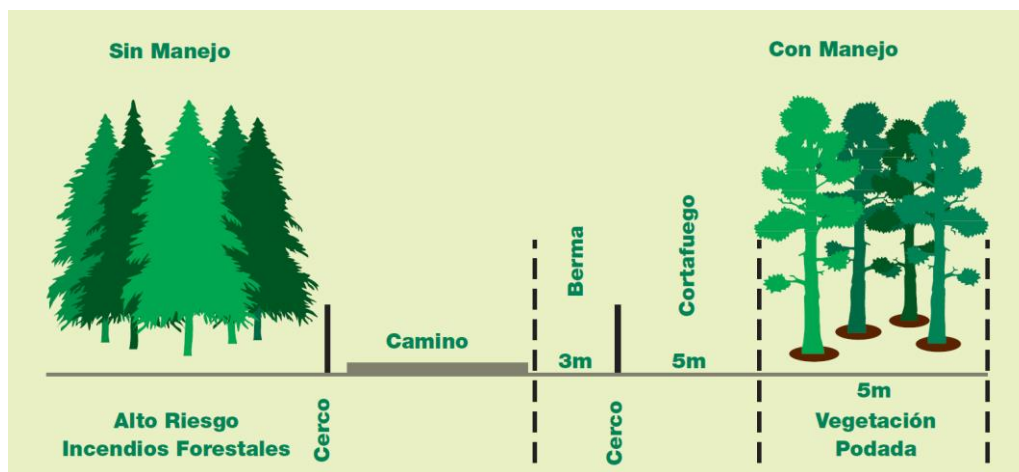 Sin Manejo
Con Manejo
Berma
Cortafuego
Camino
3m
5m
5m
Alto Riesgo
Incendios Forestales
Cerco
Cerco
Vegetación
Podada